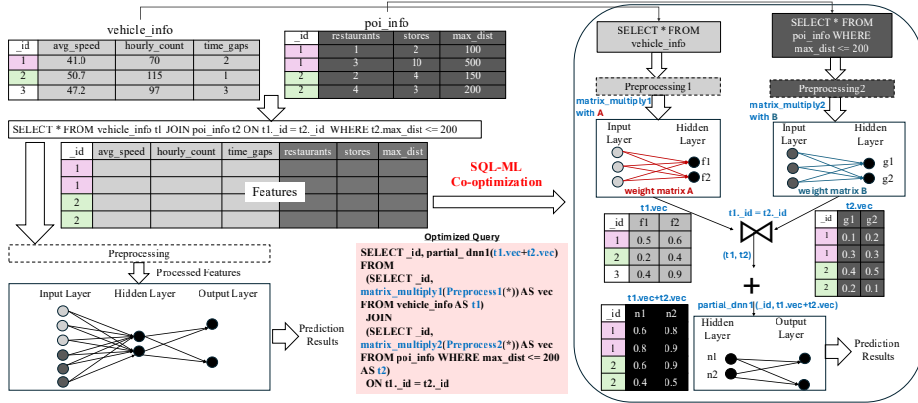 vehicle_info
_id avg_speed hourly_count time_gaps
1 41.0 70 2
2 50.7 115 1
3 47.2 97 3
poi_info
_id restaurants stores max_dist
1 1 2 100
1 3 10 500
2 2 4 150
2 4 3 200
SELECT * FROM vehicle_info t1 JOIN poi_info t2 ON t1._id = t2._id WHERE t2.max_dist <= 200
_id avg_speed hourly_count time_gaps restaurants stores max_dist
1
1
2
2
Features
Preprocessing
Processed Features
Input Layer Hidden Layer Output Layer
Prediction
Results
SQL-ML
Co-optimization
Optimized Query
SELECT _id, partial_ dnn1(t1.vec+t2.vec)
FROM
(SELECT _id,
matrix_multiply1(Preprocess1(*)) AS vec
FROM vehicle_info AS t1)
JOIN
(SELECT _id,
matrix_multiply2(Preprocess2(*)) AS vec
FROM poi_info WHERE max_dist <= 200
AS t2)
ON t1._id = t2._id
SELECT * FROM
vehicle_info
Preprocessing1
matrix_multiply1
with A
Input
Layer
Hidden
Layer
f1
f2
weight matrix A
SELECT * FROM
poi_info WHERE
max_dist <= 200
Preprocessing2
matrix_multiply2
with B
Input
Layer
Hidden
Layer
g1
g2
weight matrix B
t1.vec
_id f1 f2
1 0.5 0.6
2 0.2 0.4
3 0.4 0.9
t1._id = t2._id
(t1, t2)
+
t2.vec
_id g1 g2
1 0.1 0.2
1 0.3 0.3
2 0.4 0.5
2 0.2 0.1
t1.vec+t2.vec
_id n1 n2
1 0.6 0.8
1 0.8 0.9
2 0.6 0.9
2 0.4 0.5
partial_dnn1(_id, t1.vec+t2.vec)
Hidden
Layer
Output
Layer
n1
n2
Prediction
Results